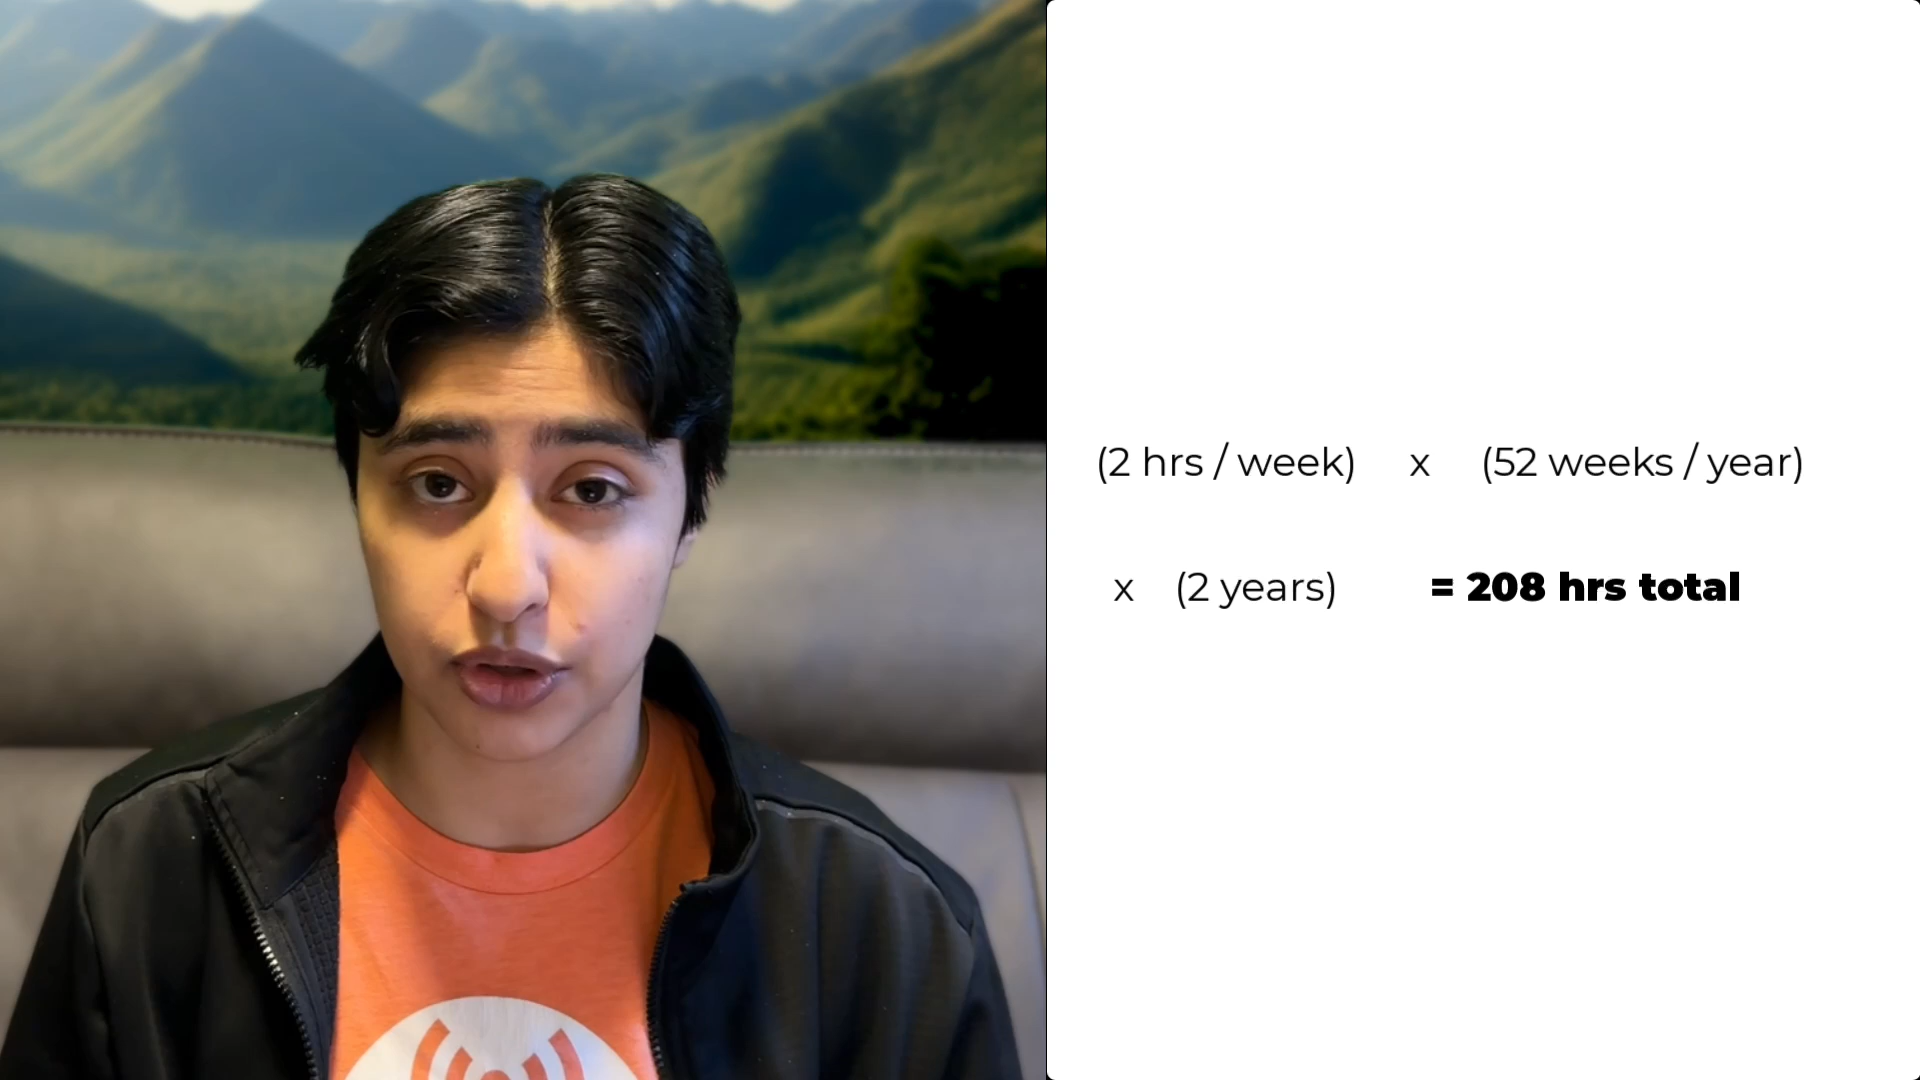 (2 hrs / week) x (52 weeks / year)
x (2 years) = 208 hrs total